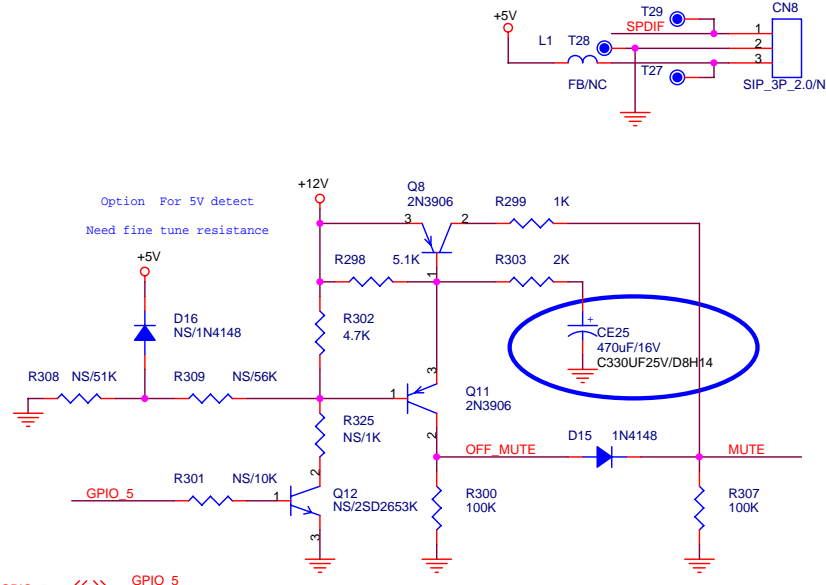 +5V
T29
CN8
SPDIF
1
L1
T28
2
3
T27
FB/NC
SIP_3P_2.0/N
+12V
Q8
2N3906
R299 1K
Option For 5V detect
Need fine tune resistance
3
2
+5V
R298 5.1K
1
R303 2K
D16
NS/1N4148
R302
4.7K
+
CE25
470uF/16V
C330UF25V/D8H14
R308 NS/51K
R309 NS/56K
3
1
Q11
2N3906
R325
NS/1K
2
OFF_MUTE
D15 1N4148
MUTE
R301 NS/10K
2
GPIO_5
1
Q12
NS/2SD2653K
R300
100K
R307
100K
3
GPIO_5